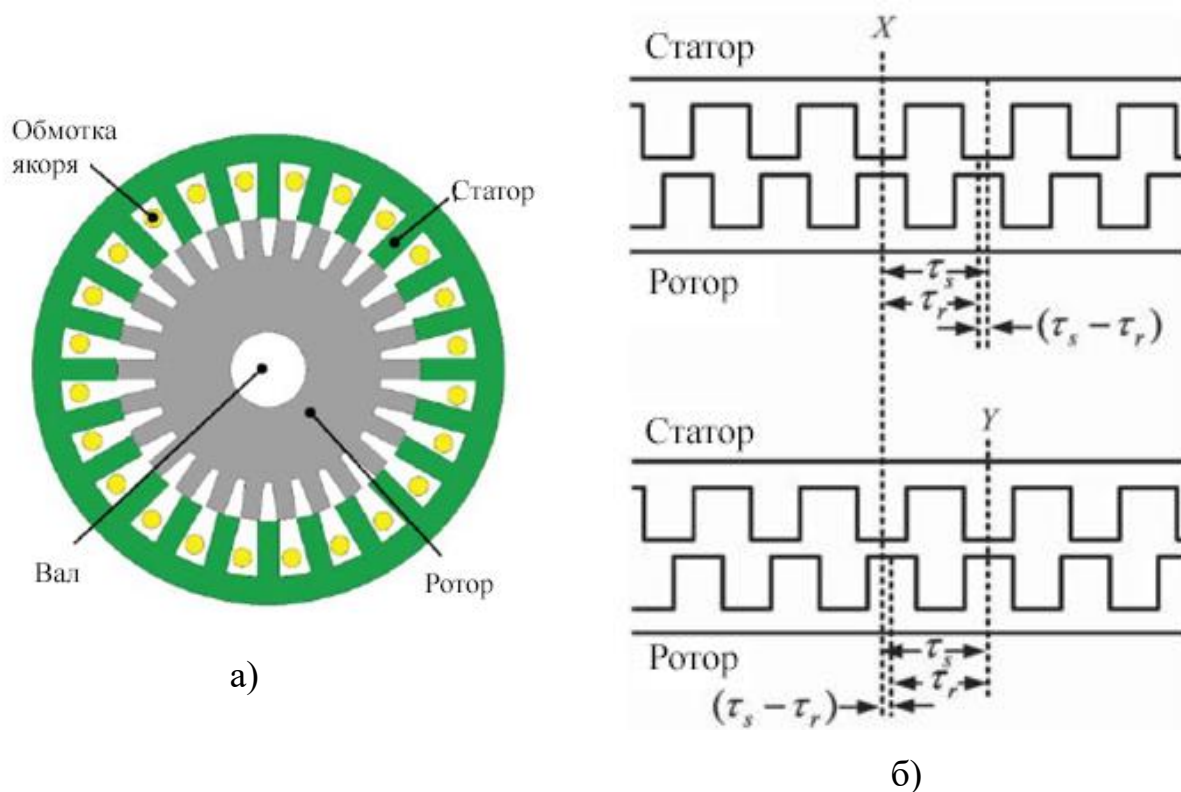 Обмотка
якоря
Статор
Вал
Ротор
а)
X
Статор
Ротор
τs
τr
(τs − τr)
Статор
Y
Ротор
τs
τr
(τs − τr)
б)